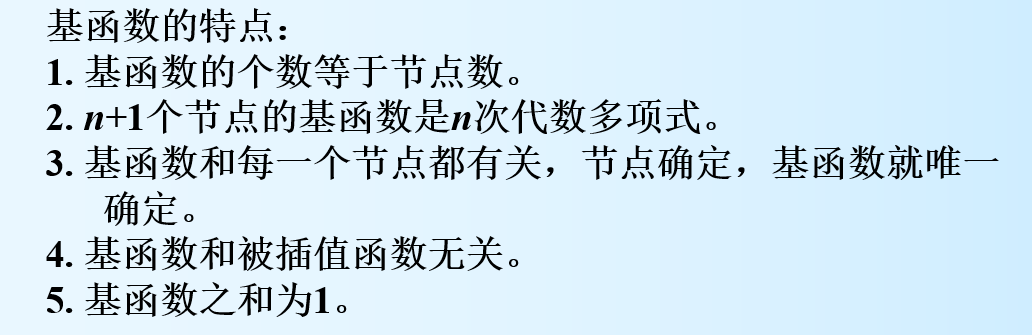 基函数的特点：
1. 基函数的个数等于节点数。
2. n+1个节点的基函数是n次代数多项式。
3. 基函数和每一个节点都有关，节点确定，基函数就唯一
确定。
4. 基函数和被插值函数无关。
5. 基函数之和为1。